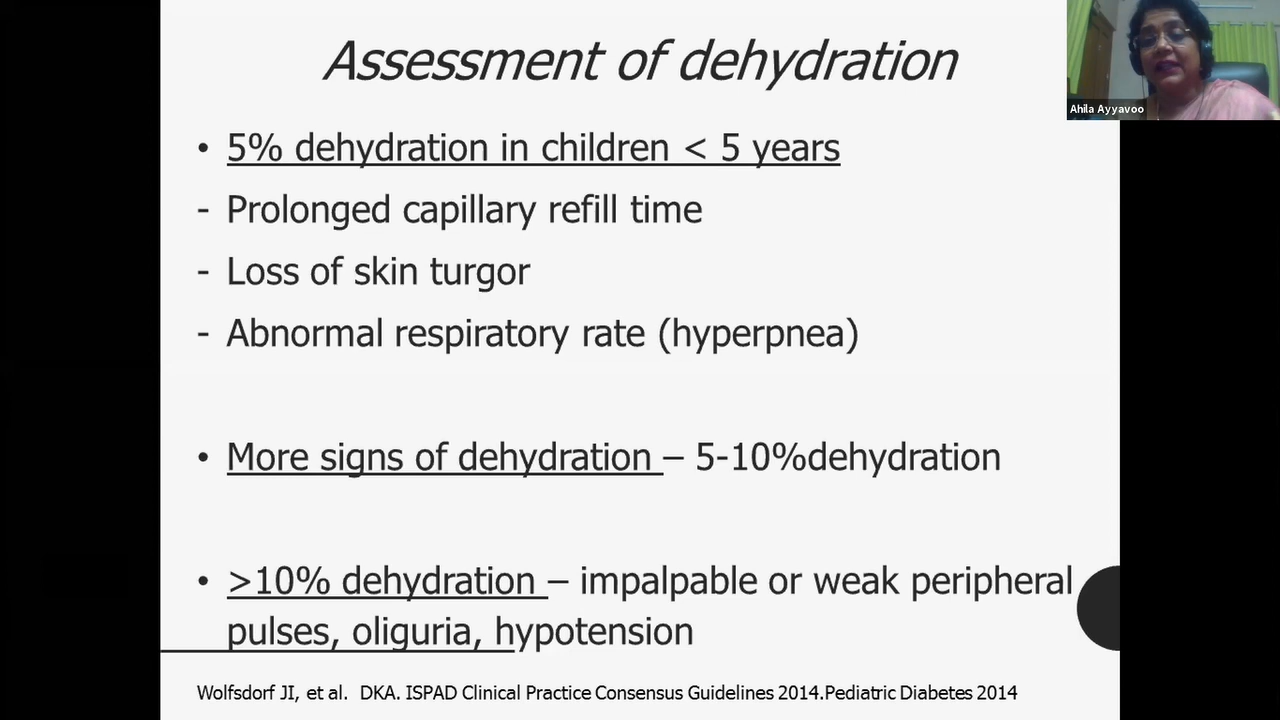 Assessment of dehydration
Ahila Ayyavoo
• 5% dehydration in children < 5 years
- Prolonged capillary refill time
- Loss of skin turgor
- Abnormal respiratory rate (hyperpnea)
• More signs of dehydration – 5-10%dehydration
• >10% dehydration – impalpable or weak peripheral
pulses, oliguria, hypotension
Wolfsdorf JI, et al. DKA. ISPAD Clinical Practice Consensus Guidelines 2014.Pediatric Diabetes 2014